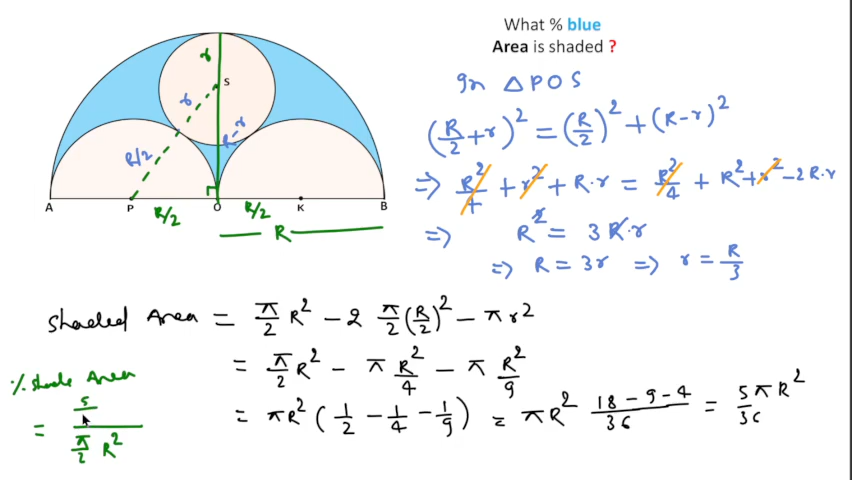 What % blue
Area is shaded ?
r
S
r
R-r
R/2
A
P
O
K
B
R/2
R/2
R
In △POS
(R/2 + r)² = (R/2)² + (R-r)²
⇒ R²/4 + r² + R·r = R²/4 + R² + r² - 2R·r
⇒ R² = 3R·r
⇒ R = 3r ⇒ r = R/3
Shaded Area = π/2 R² - 2 π/2 (R/2)² - πr²
= π/2 R² - π R²/4 - π R²/9
= πR² (1/2 - 1/4 - 1/9) = πR² (18-9-4)/36 = 5/36 πR²
% Shade Area
= 5/ / π/2 R²